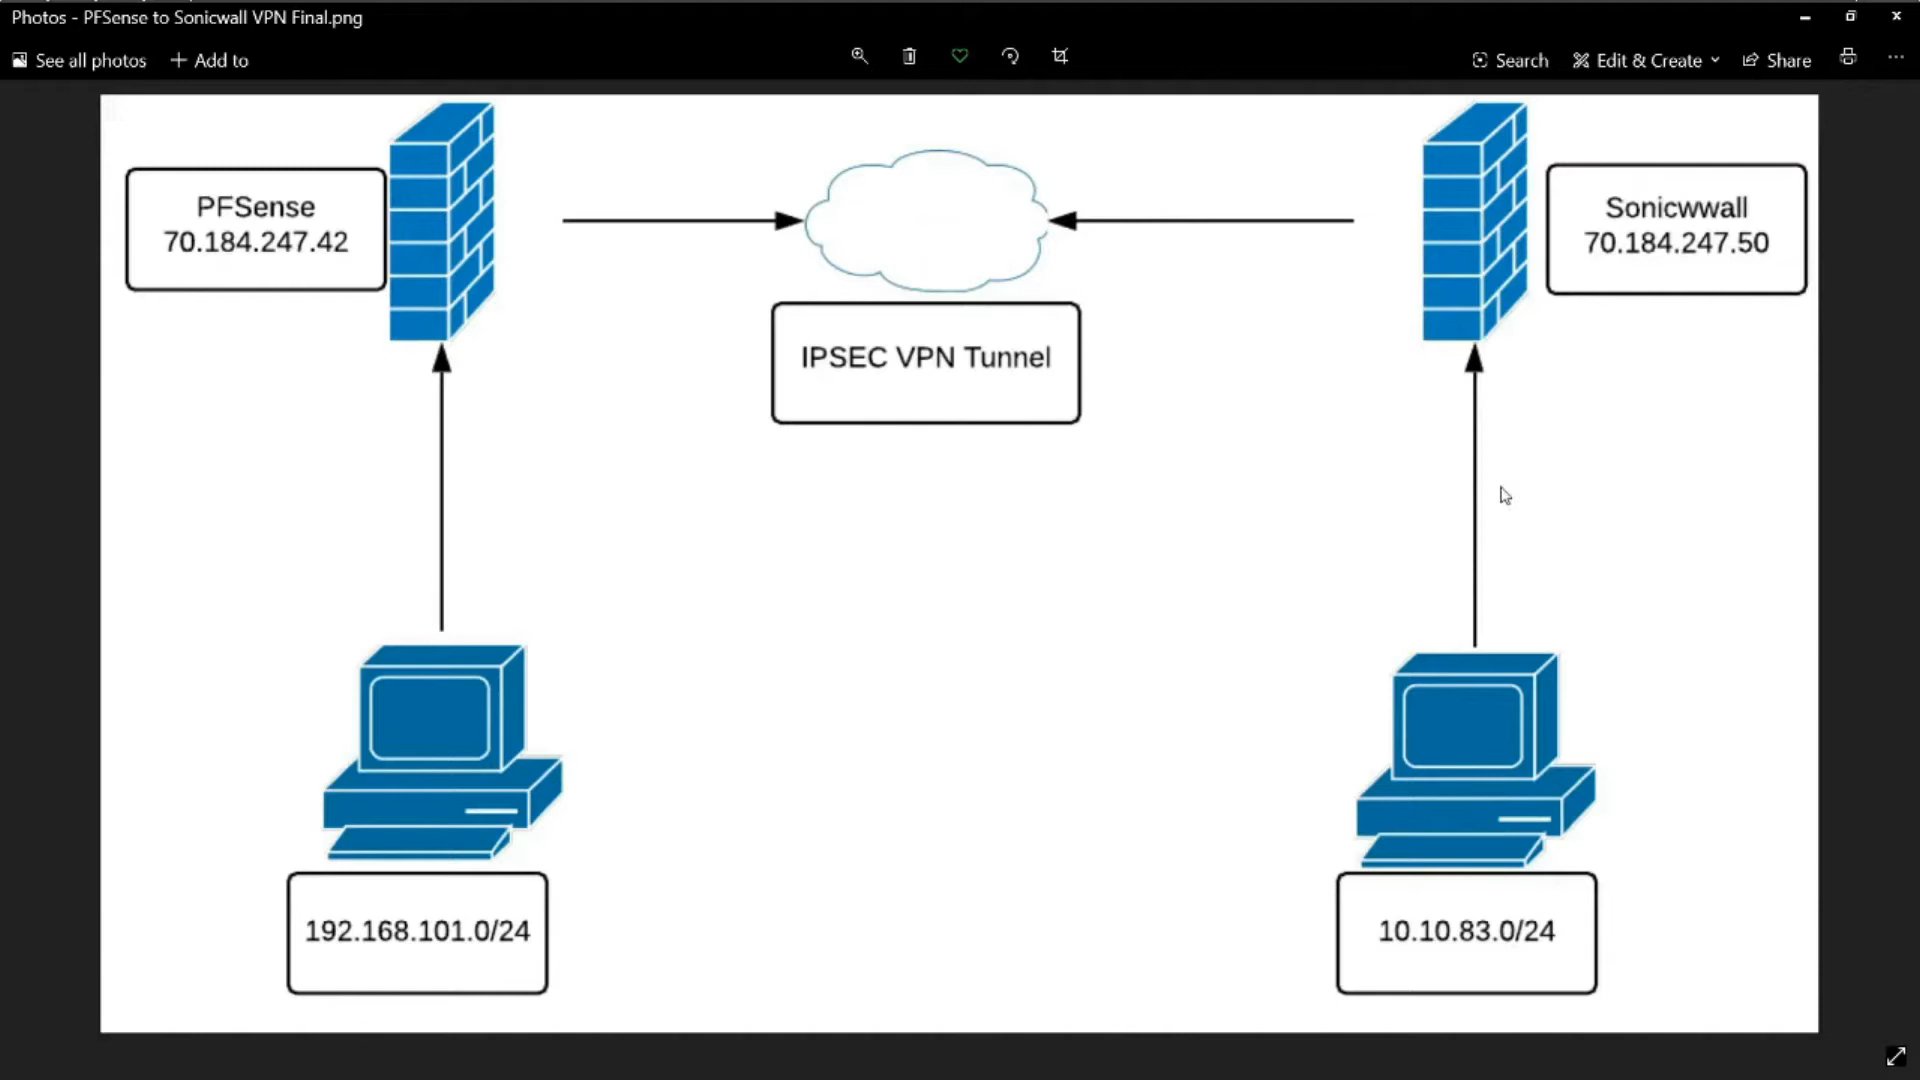 Photos - PFSense to Sonicwall VPN Final.png
See all photos
Add to
Search
Edit & Create
Share
PFSense
70.184.247.42
Sonicwwall
70.184.247.50
IPSEC VPN Tunnel
192.168.101.0/24
10.10.83.0/24